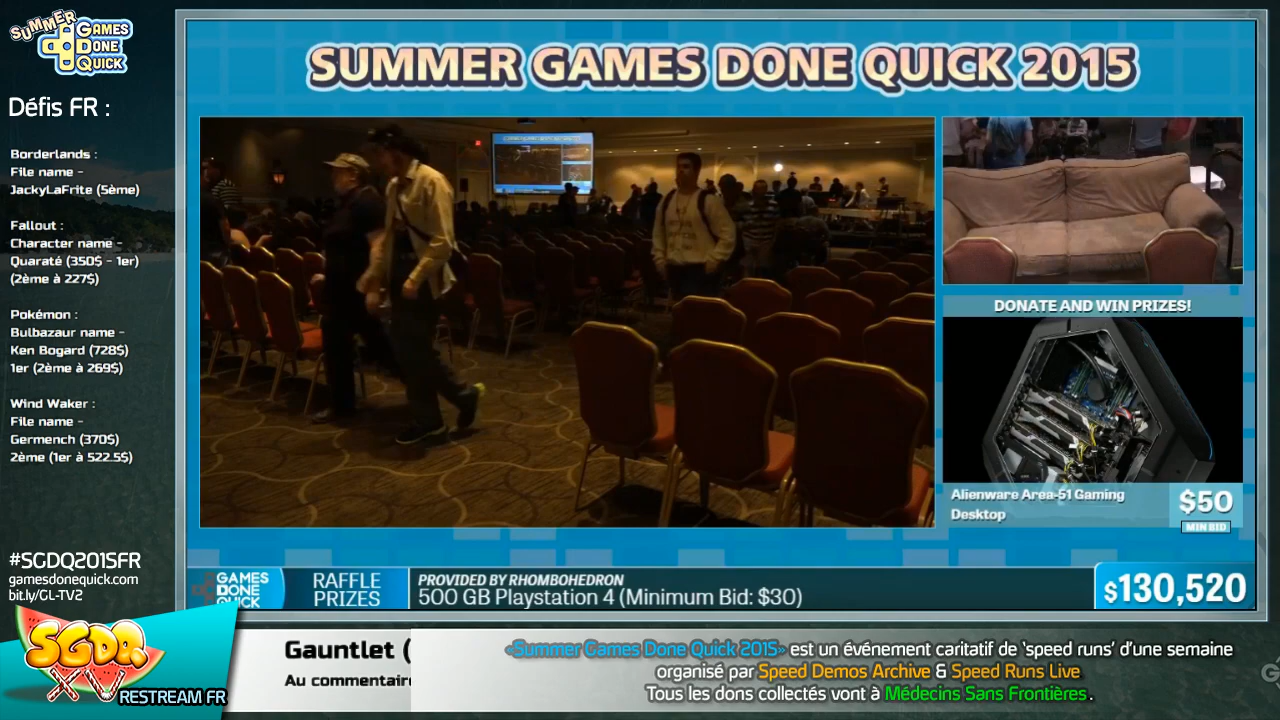 SUMMER
GAMES
DONE
QUICK
Défis FR :
Borderlands :
File name -
JackyLaFrite (5ème)
Fallout :
Character name -
Quaraté (350$ - 1er)
(2ème à 227$)
Pokémon :
Bulbazaur name -
Ken Bogard (728$)
1er (2ème à 269$)
Wind Waker :
File name -
Germench (370$)
2ème (1er à 522.5$)
#SGDQ2015FR
gamesdonequick.com
bit.ly/GL-TV2
SGDQ
XV
RESTREAM FR
SUMMER GAMES DONE QUICK 2015
DONATE AND WIN PRIZES!
Alienware Area-51 Gaming
Desktop
$50
MIN BID
GAMES
DONE
QUICK
RAFFLE
PRIZES
PROVIDED BY RHOMBOHEDRON
500 GB Playstation 4 (Minimum Bid: $30)
$130,520
Gauntlet (
Au commentair
«Summer Games Done Quick 2015» est un événement caritatif de 'speed runs' d'une semaine
organisé par Speed Demos Archive & Speed Runs Live
Tous les dons collectés vont à Médecins Sans Frontières.